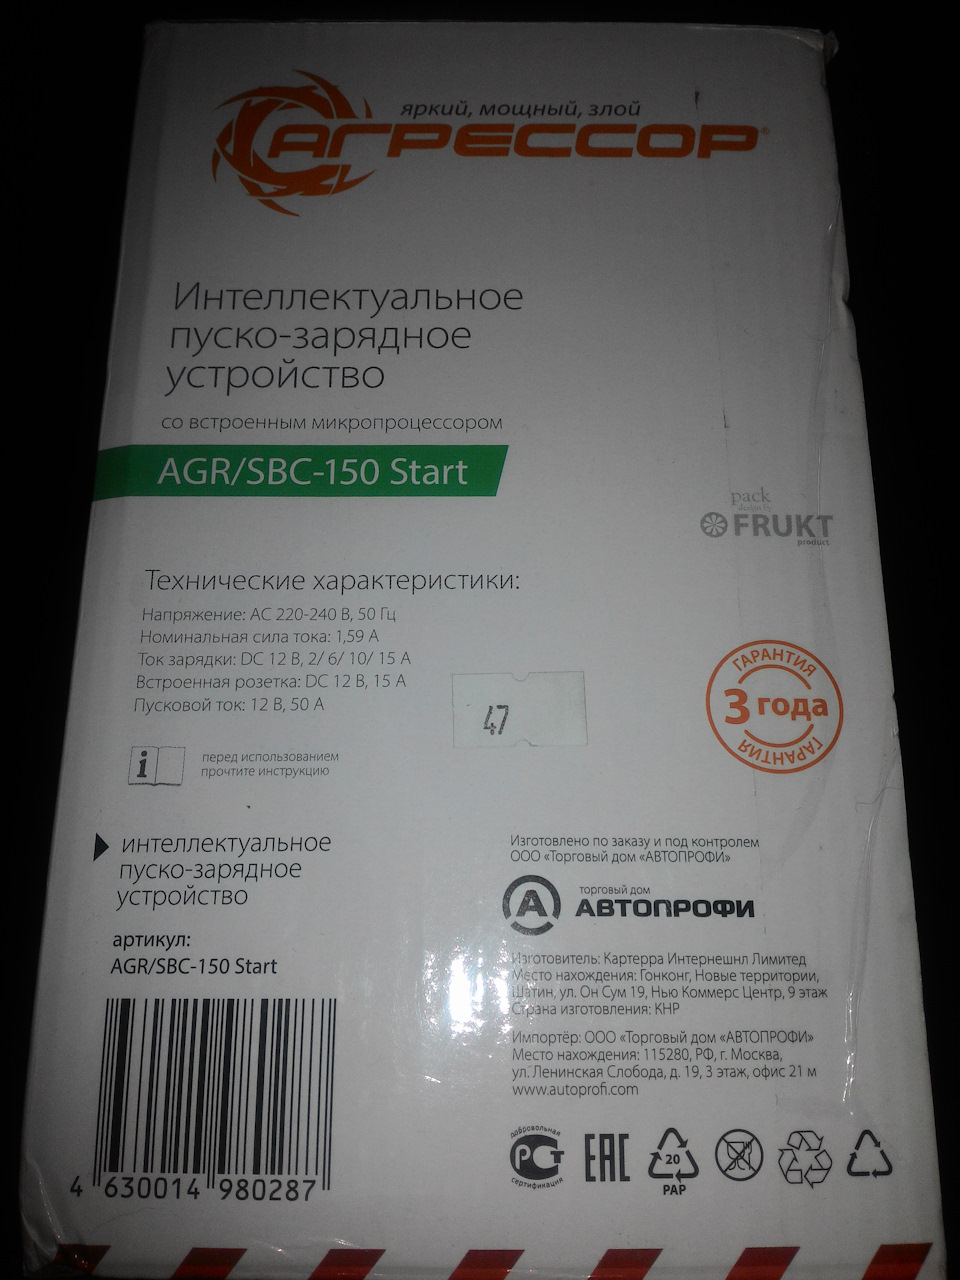 яркий, мощный, злой
АГРЕССОР®
Интеллектуальное
пуско-зарядное
устройство
со встроенным микропроцессором
AGR/SBC-150 Start
pack
design by
FRUKT
product
Технические характеристики:
Напряжение: AC 220-240 В, 50 Гц
Номинальная сила тока: 1,59 А
Ток зарядки: DC 12 В, 2/ 6/ 10/ 15 А
Встроенная розетка: DC 12 В, 15 А
Пусковой ток: 12 В, 50 А
47
ГАРАНТИЯ
3 года
ГАРАНТИЯ
i
перед использованием
прочтите инструкцию
интеллектуальное
пуско-зарядное
устройство
артикул:
AGR/SBC-150 Start
4 630014 980287
Изготовлено по заказу и под контролем
ООО «Торговый дом «АВТОПРОФИ»
торговый дом
АВТОПРОФИ
Изготовитель: Картерра Интернешнл Лимитед
Место нахождения: Гонконг, Новые территории,
Шатин, ул. Он Сум 19, Нью Коммерс Центр, 9 этаж
Страна изготовления: КНР
Импортёр: ООО «Торговый дом «АВТОПРОФИ»
Место нахождения: 115280, РФ, г. Москва,
ул. Ленинская Слобода, д. 19, 3 этаж, офис 21 м
www.autoprofi.com
добровольная
РСТ
сертификация
ЕАС
20
PAP